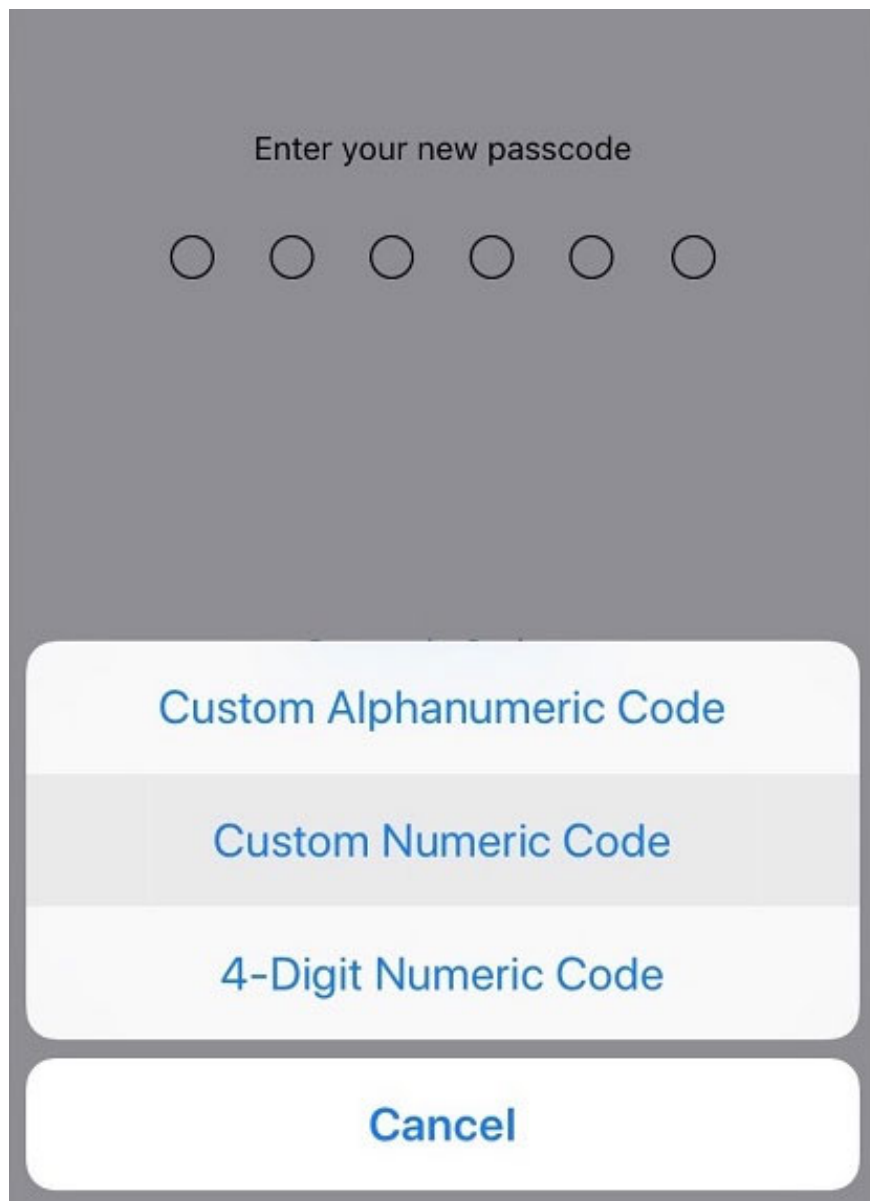 Enter your new passcode
Custom Alphanumeric Code
Custom Numeric Code
4-Digit Numeric Code
Cancel